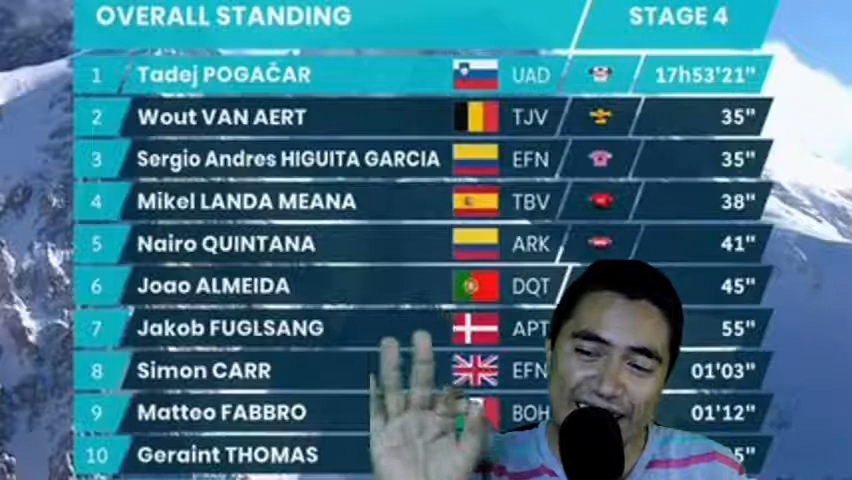 OVERALL STANDING STAGE 4
1 Tadej POGAČAR UAD 17h53'21"
2 Wout VAN AERT TJV 35"
3 Sergio Andres HIGUITA GARCIA EFN 35"
4 Mikel LANDA MEANA TBV 38"
5 Nairo QUINTANA ARK 41"
6 Joao ALMEIDA DQT 45"
7 Jakob FUGLSANG APT 55"
8 Simon CARR EFN 01'03"
9 Matteo FABBRO BOH 01'12"
10 Geraint THOMAS